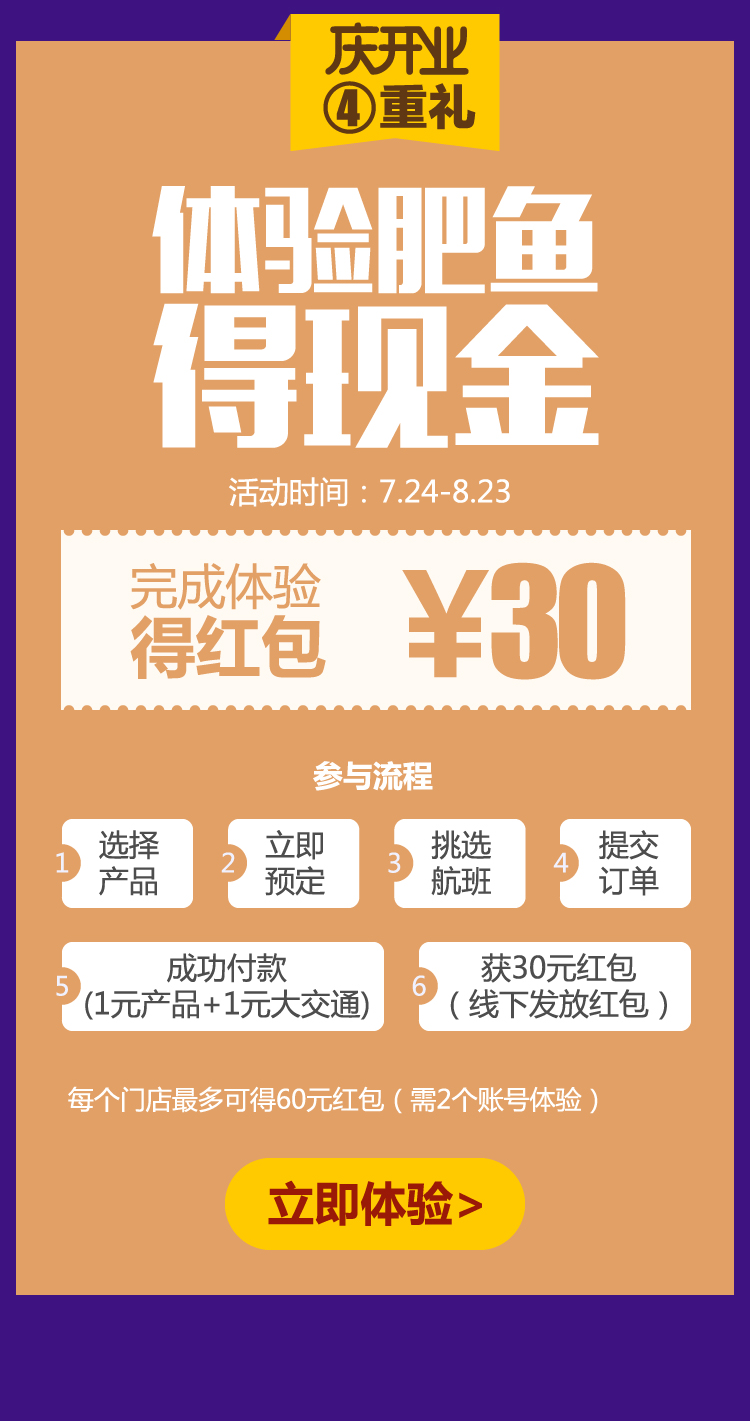 庆开业
④重礼
体验肥鱼
得现金
活动时间：7.24-8.23
完成体验
得红包
¥30
参与流程
1 选择
产品
2 立即
预定
3 挑选
航班
4 提交
订单
5 成功付款
(1元产品+1元大交通)
6 获30元红包
（线下发放红包）
每个门店最多可得60元红包（需2个账号体验）
立即体验>